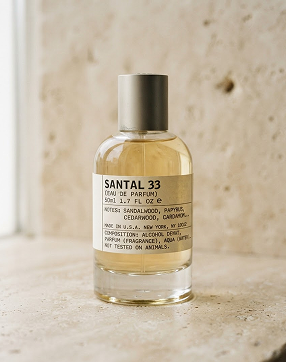 SANTAL 33
(EAU DE PARFUM)
50ml 1.7 FL OZ ℮
NOTES: SANDALWOOD, PAPYRUS,
CEDARWOOD, CARDAMOM…
MADE IN U.S.A. NEW YORK, NY 10012
COMPOSITION: ALCOHOL DENAT,
PARFUM (FRAGRANCE), AQUA (WATER)
NOT TESTED ON ANIMALS.